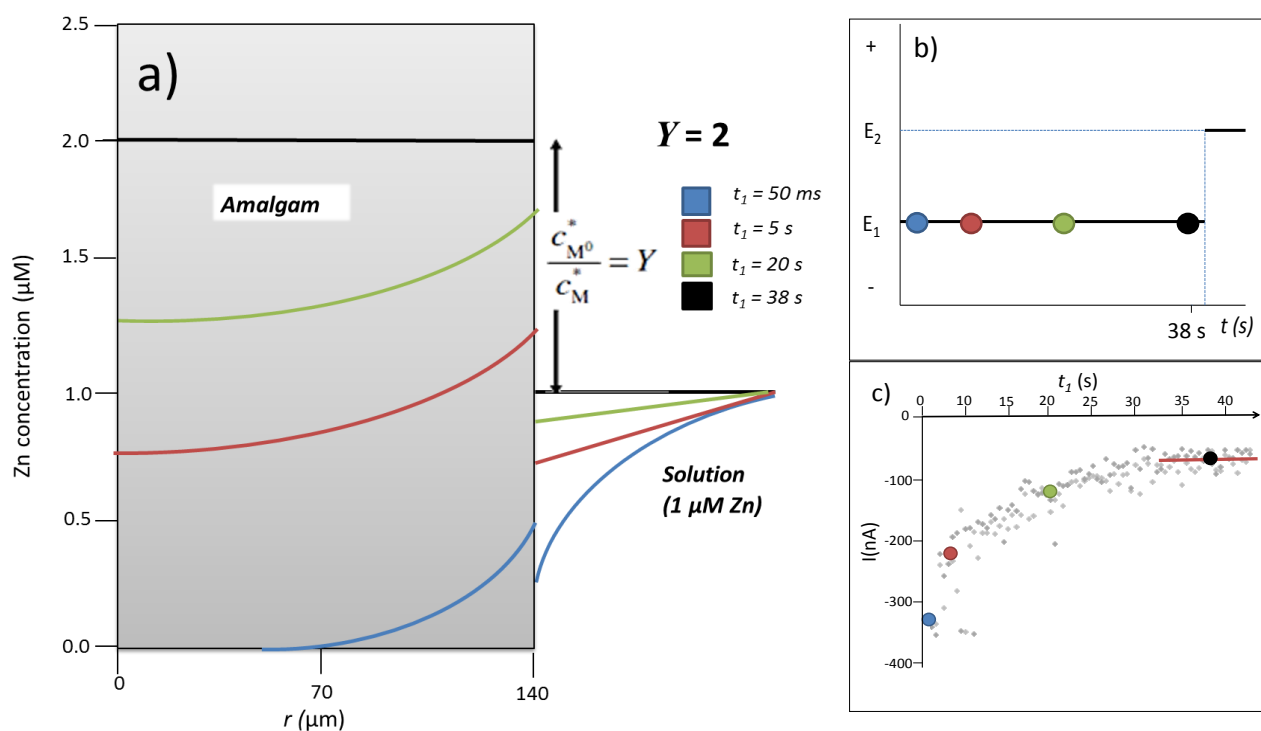 a)
2.5
2.0
1.5
1.0
0.5
0.0
Zn concentration (µM)
0
70
140
r (µm)
Amalgam
Y = 2
c*M⁰ / c*M = Y
t₁ = 50 ms
t₁ = 5 s
t₁ = 20 s
t₁ = 38 s
Solution
(1 µM Zn)
b)
+
E₂
E₁
-
38 s
t (s)
c)
t₁ (s)
0 10 15 20 25 30 35 40
0
-100
-200
-300
-400
I(nA)